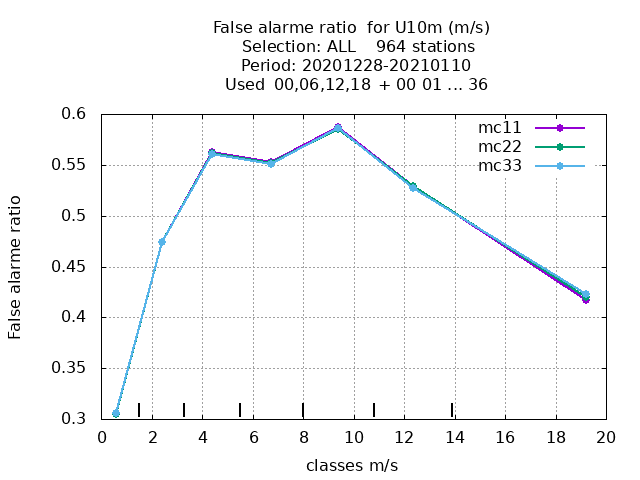 False alarme ratio  for U10m (m/s)
Selection: ALL    964 stations
Period: 20201228-20210110
Used  00,06,12,18  + 00 01 ... 36
mc11
mc22
mc33
False alarme ratio
0.6
0.55
0.5
0.45
0.4
0.35
0.3
0 2 4 6 8 10 12 14 16 18 20
classes m/s